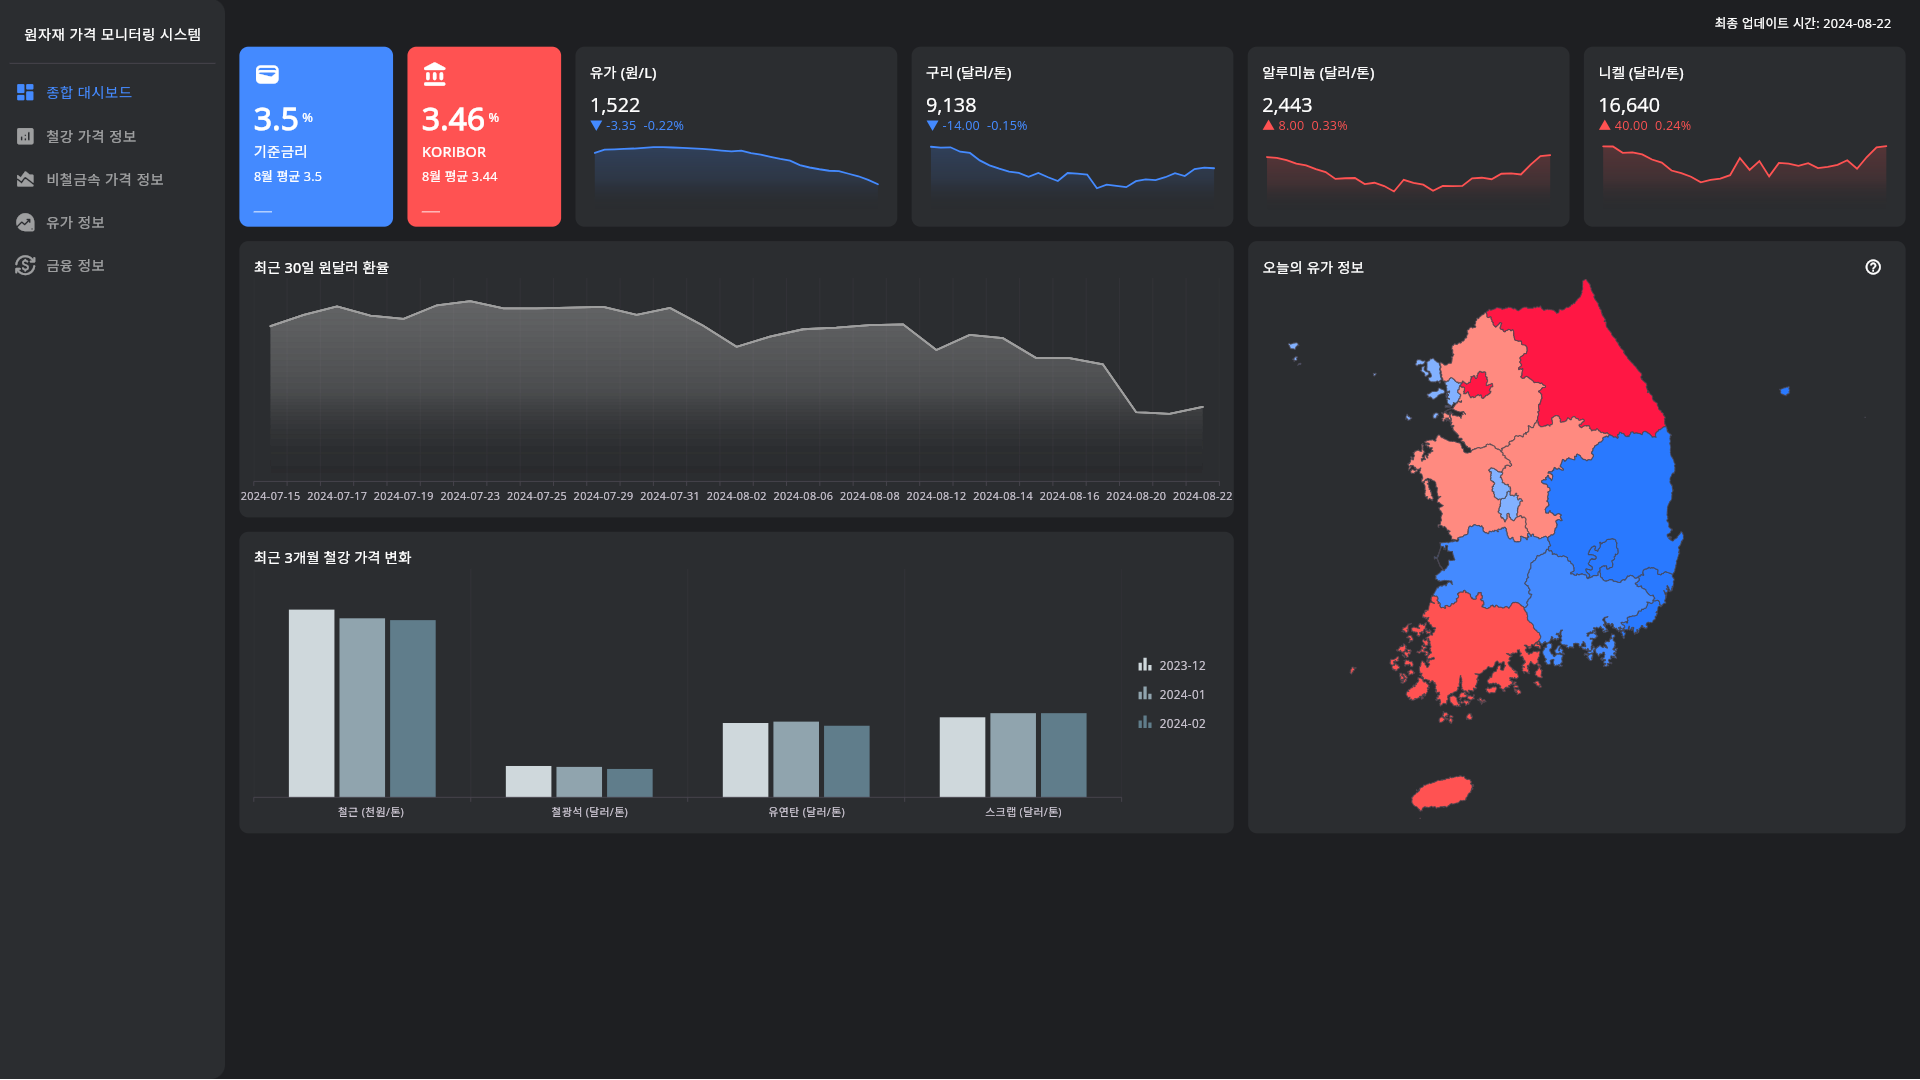 원자재 가격 모니터링 시스템
종합 대시보드
철강 가격 정보
비철금속 가격 정보
유가 정보
금융 정보
최종 업데이트 시간: 2024-08-22
3.5 %
기준금리
8월 평균 3.5
3.46 %
KORIBOR
8월 평균 3.44
유가 (원/L)
1,522
▼ -3.35 -0.22%
구리 (달러/톤)
9,138
▼ -14.00 -0.15%
알루미늄 (달러/톤)
2,443
▲ 8.00 0.33%
니켈 (달러/톤)
16,640
▲ 40.00 0.24%
최근 30일 원달러 환율
2024-07-15 2024-07-17 2024-07-19 2024-07-23 2024-07-25 2024-07-29 2024-07-31 2024-08-02 2024-08-06 2024-08-08 2024-08-12 2024-08-14 2024-08-16 2024-08-20 2024-08-22
오늘의 유가 정보
최근 3개월 철강 가격 변화
2023-12
2024-01
2024-02
철근 (천원/톤) 철광석 (달러/톤) 유연탄 (달러/톤) 스크랩 (달러/톤)